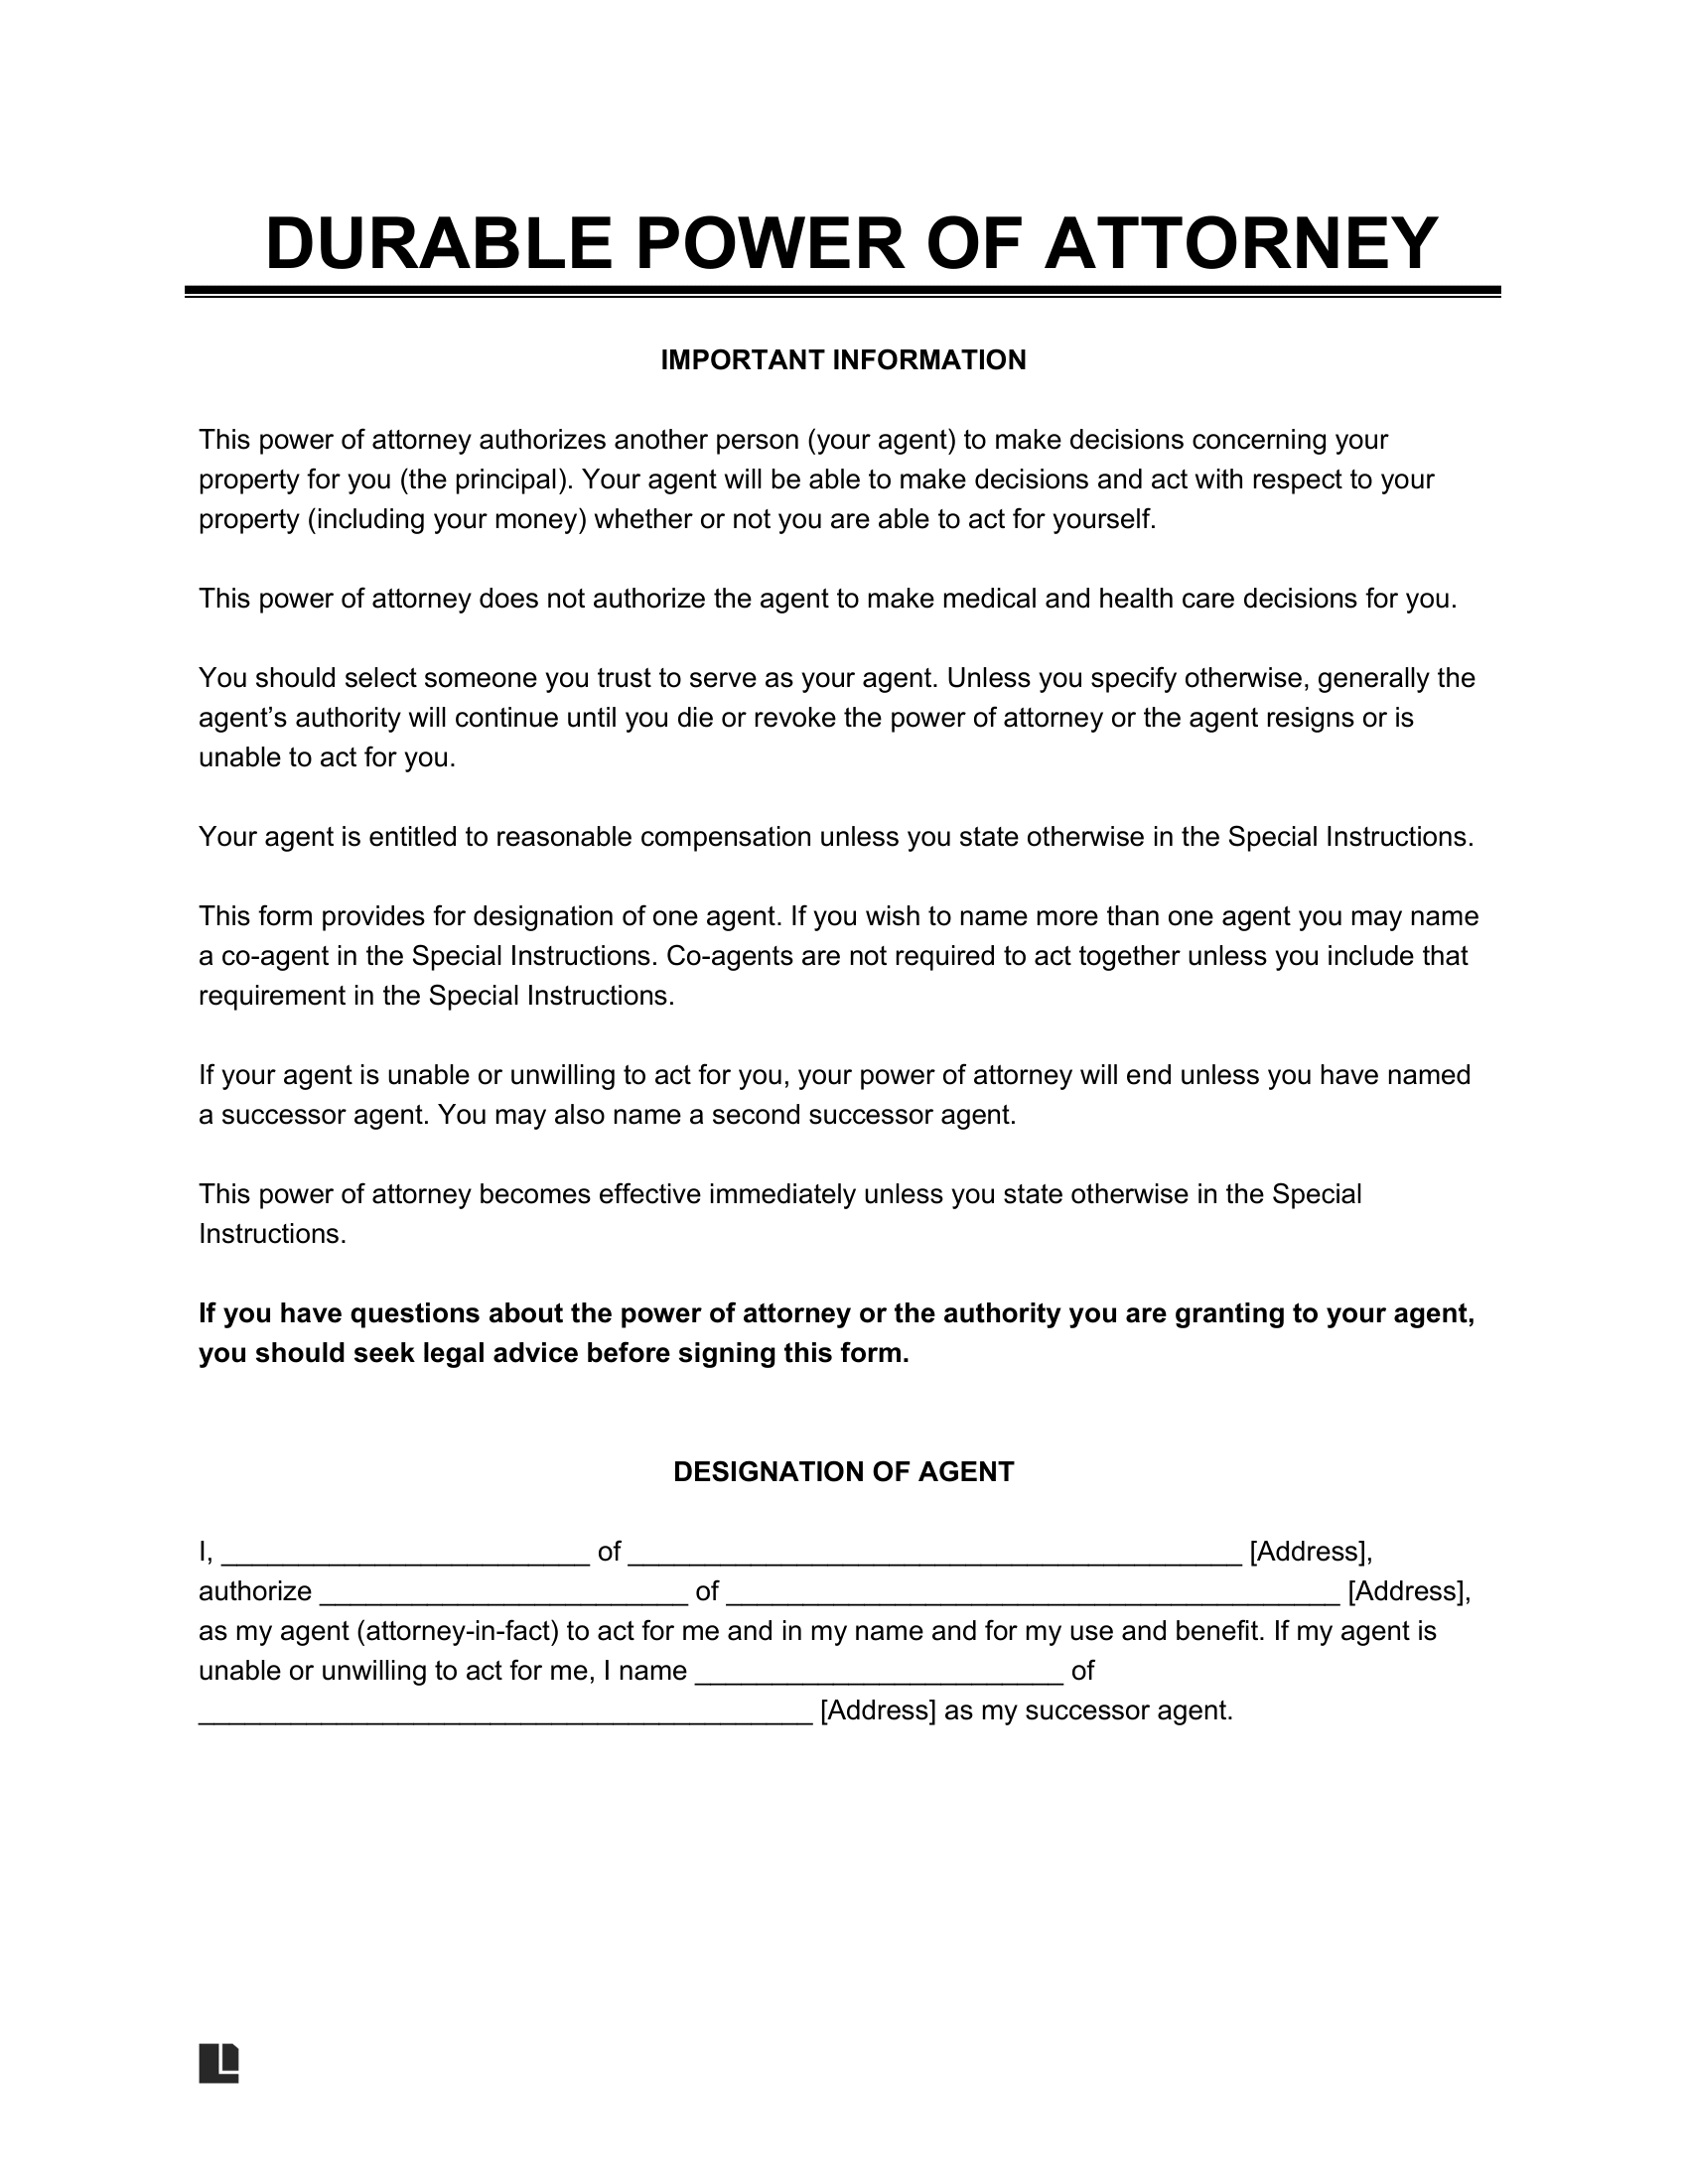 DURABLE POWER OF ATTORNEY
IMPORTANT INFORMATION
This power of attorney authorizes another person (your agent) to make decisions concerning your
property for you (the principal). Your agent will be able to make decisions and act with respect to your
property (including your money) whether or not you are able to act for yourself.
This power of attorney does not authorize the agent to make medical and health care decisions for you.
You should select someone you trust to serve as your agent. Unless you specify otherwise, generally the
agent’s authority will continue until you die or revoke the power of attorney or the agent resigns or is
unable to act for you.
Your agent is entitled to reasonable compensation unless you state otherwise in the Special Instructions.
This form provides for designation of one agent. If you wish to name more than one agent you may name
a co-agent in the Special Instructions. Co-agents are not required to act together unless you include that
requirement in the Special Instructions.
If your agent is unable or unwilling to act for you, your power of attorney will end unless you have named
a successor agent. You may also name a second successor agent.
This power of attorney becomes effective immediately unless you state otherwise in the Special
Instructions.
If you have questions about the power of attorney or the authority you are granting to your agent,
you should seek legal advice before signing this form.
DESIGNATION OF AGENT
I, ________________________ of ________________________________________ [Address],
authorize ________________________ of ________________________________________ [Address],
as my agent (attorney-in-fact) to act for me and in my name and for my use and benefit. If my agent is
unable or unwilling to act for me, I name ________________________ of
________________________________________ [Address] as my successor agent.